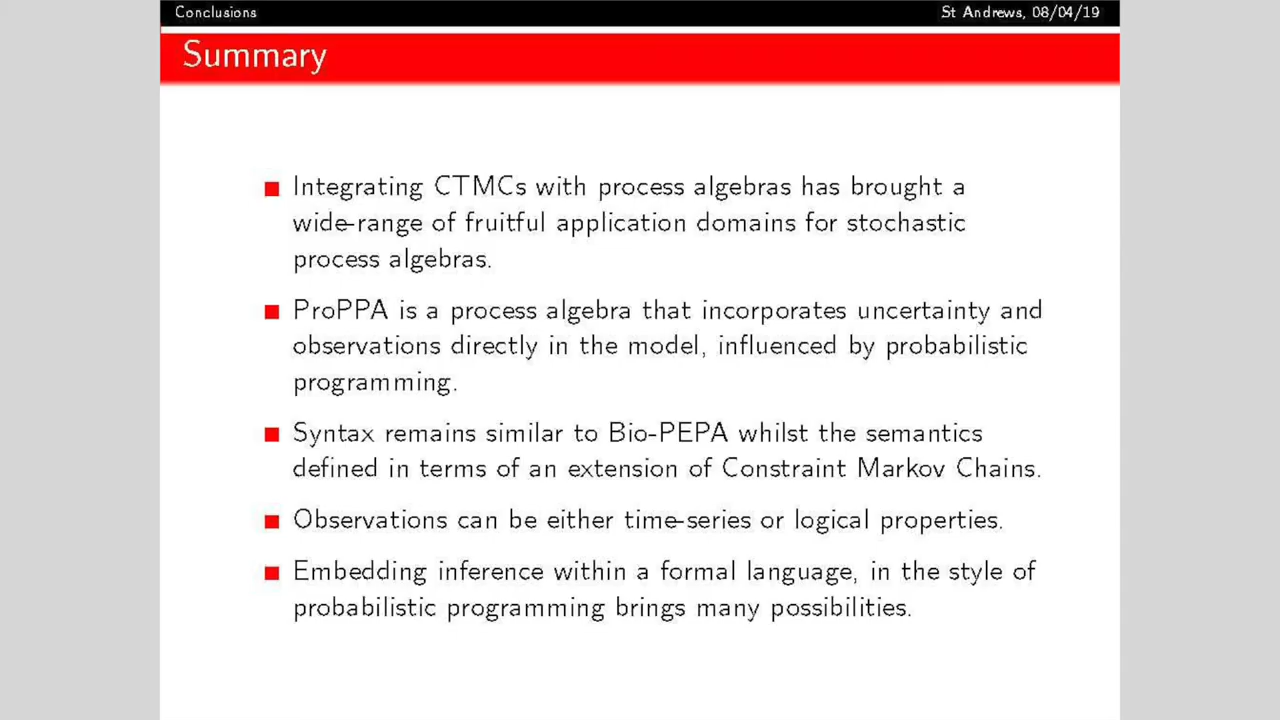 Conclusions
St Andrews, 08/04/19
Summary
Integrating CTMCs with process algebras has brought a
wide-range of fruitful application domains for stochastic
process algebras.
ProPPA is a process algebra that incorporates uncertainty and
observations directly in the model, influenced by probabilistic
programming.
Syntax remains similar to Bio-PEPA whilst the semantics
defined in terms of an extension of Constraint Markov Chains.
Observations can be either time-series or logical properties.
Embedding inference within a formal language, in the style of
probabilistic programming brings many possibilities.